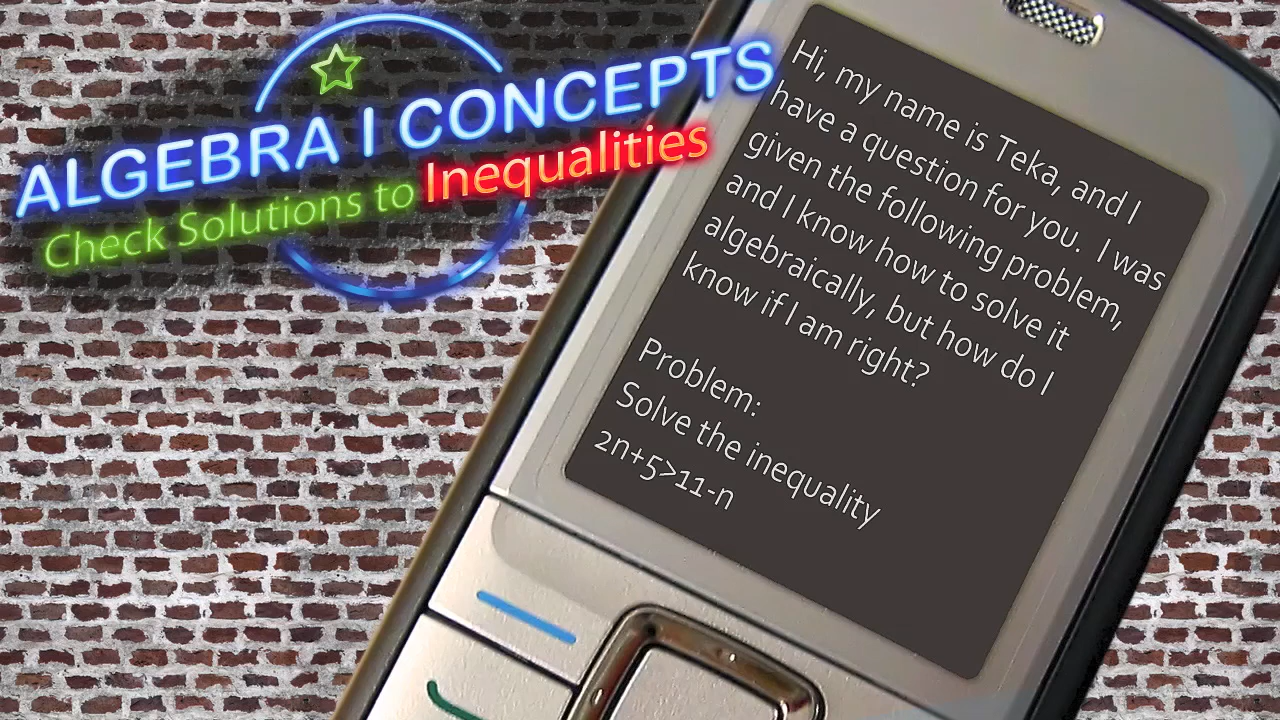 ALGEBRA I CONCEPTS
Check Solutions to Inequalities
Hi, my name is Teka, and I
have a question for you. I was
given the following problem,
and I know how to solve it
algebraically, but how do I
know if I am right?
Problem:
Solve the inequality
2n+5>11-n